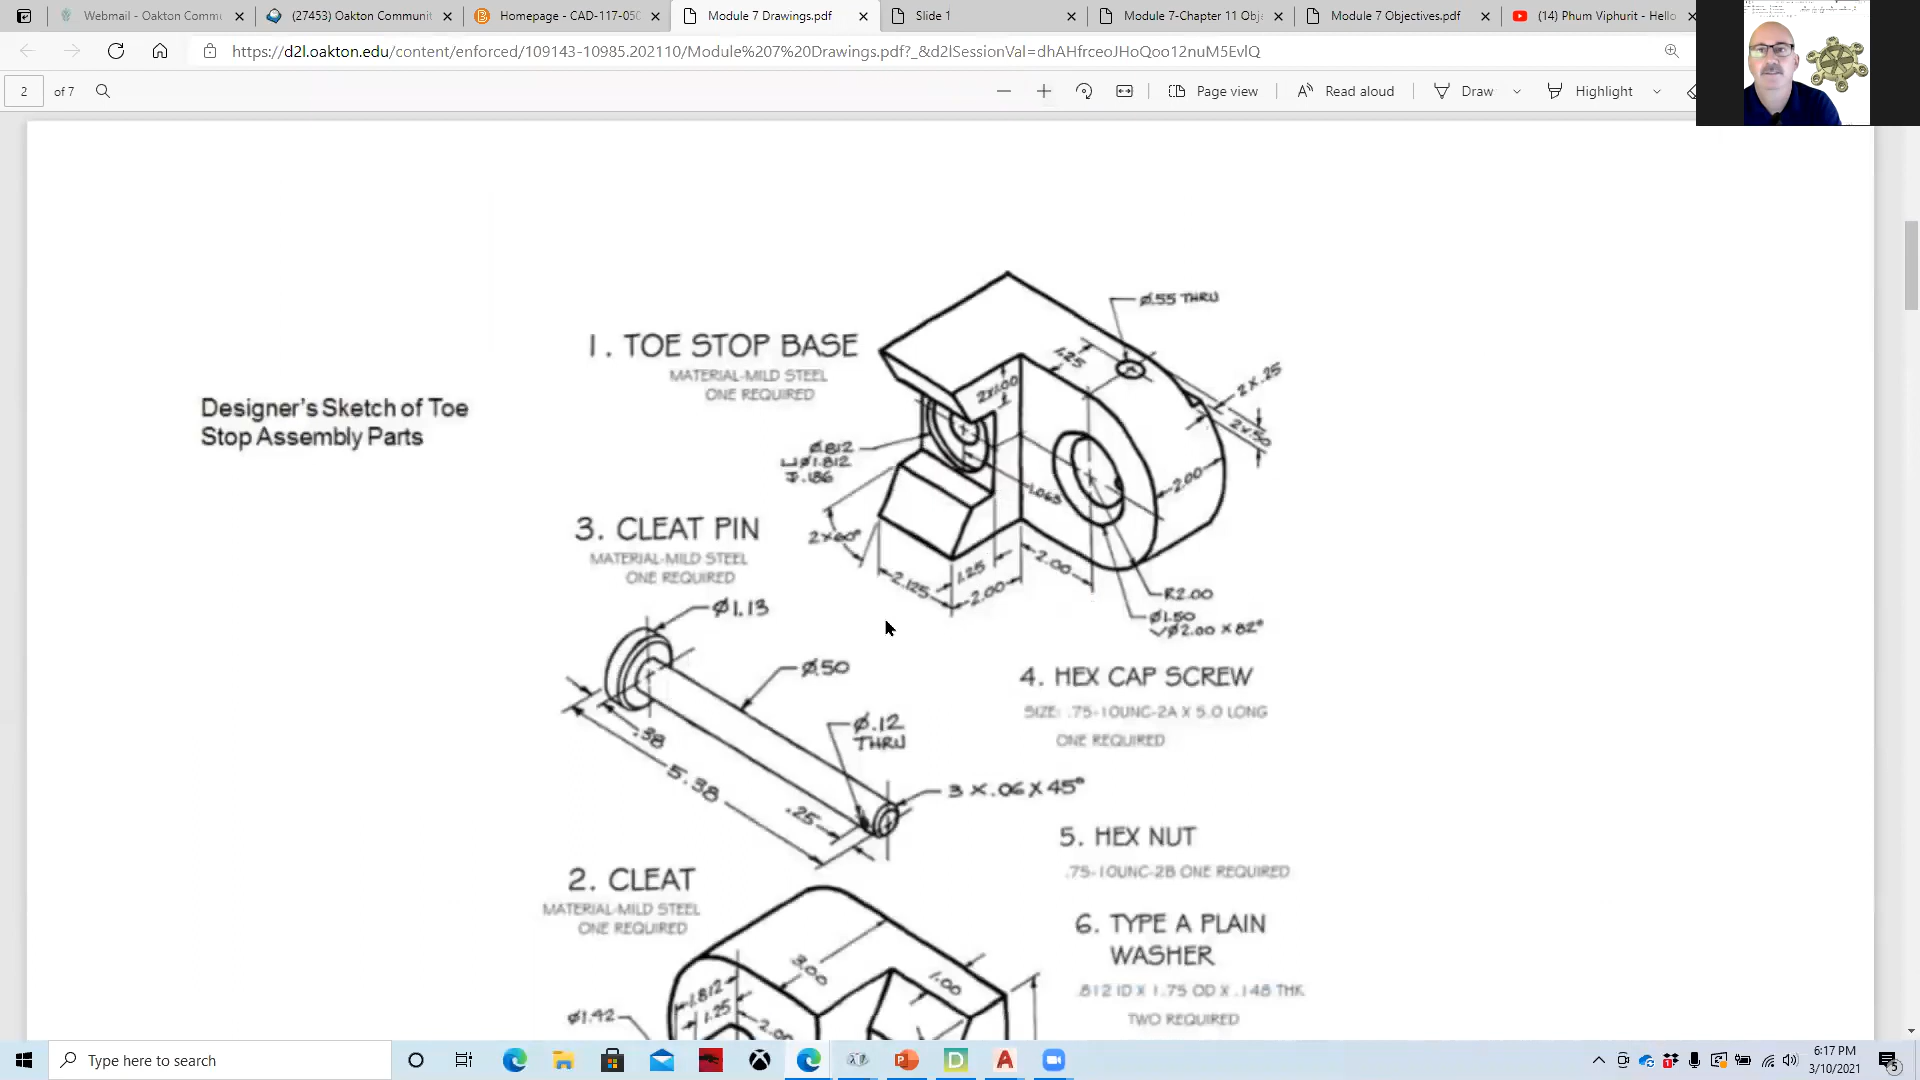 Webmail - Oakton Commu
(27453) Oakton Communit
Homepage - CAD-117-050
Module 7 Drawings.pdf
Slide 1
Module 7-Chapter 11 Obje
Module 7 Objectives.pdf
(14) Phum Viphurit - Hello
https://d2l.oakton.edu/content/enforced/109143-10985.202110/Module%207%20Drawings.pdf?_&d2lSessionVal=dhAHfrceoJHoQoo12nuM5EvlQ
2 of 7
Page view
Read aloud
Draw
Highlight
Designer's Sketch of Toe
Stop Assembly Parts
1. TOE STOP BASE
MATERIAL-MILD STEEL
ONE REQUIRED
Ø.55 THRU
1.25
2X1.00
2X.25
2X.50
Ø.812
⌴Ø1.812
↧.186
1.063
2.00
2X60°
2.125
1.25
2.00
2.00
R2.00
Ø1.50
⌵Ø2.00 X 82°
3. CLEAT PIN
MATERIAL-MILD STEEL
ONE REQUIRED
Ø1.13
Ø.50
Ø.12
THRU
.38
5.38
.25
3 X .06 X 45°
4. HEX CAP SCREW
SIZE: .75-10UNC-2A X 5.0 LONG
ONE REQUIRED
5. HEX NUT
.75-10UNC-2B ONE REQUIRED
2. CLEAT
MATERIAL-MILD STEEL
ONE REQUIRED
6. TYPE A PLAIN
WASHER
.812 ID X 1.75 OD X .148 THK
TWO REQUIRED
3.00
1.00
1.812
1.25
2.00
Ø1.42
Type here to search
6:17 PM
3/10/2021
5